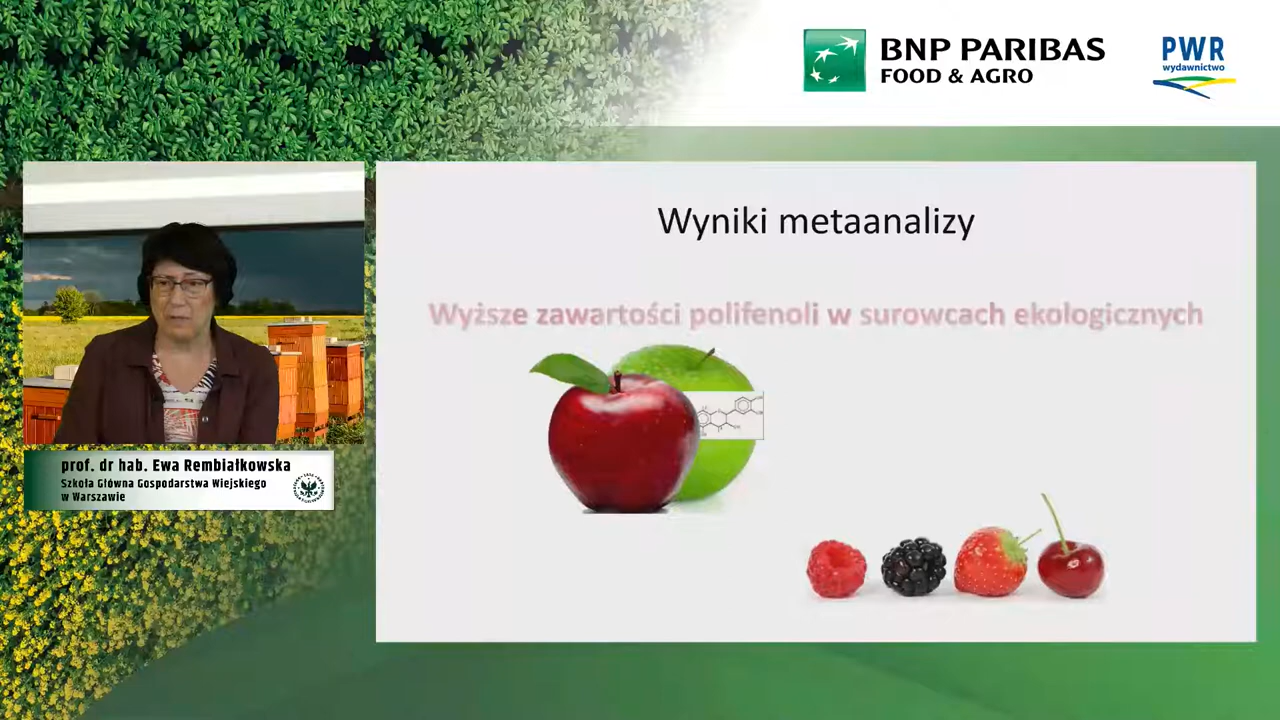 BNP PARIBAS
FOOD & AGRO
PWR
wydawnictwo
Wyniki metaanalizy
Wyższe zawartości polifenoli w surowcach ekologicznych
prof. dr hab. Ewa Rembiałkowska
Szkoła Główna Gospodarstwa Wiejskiego
w Warszawie